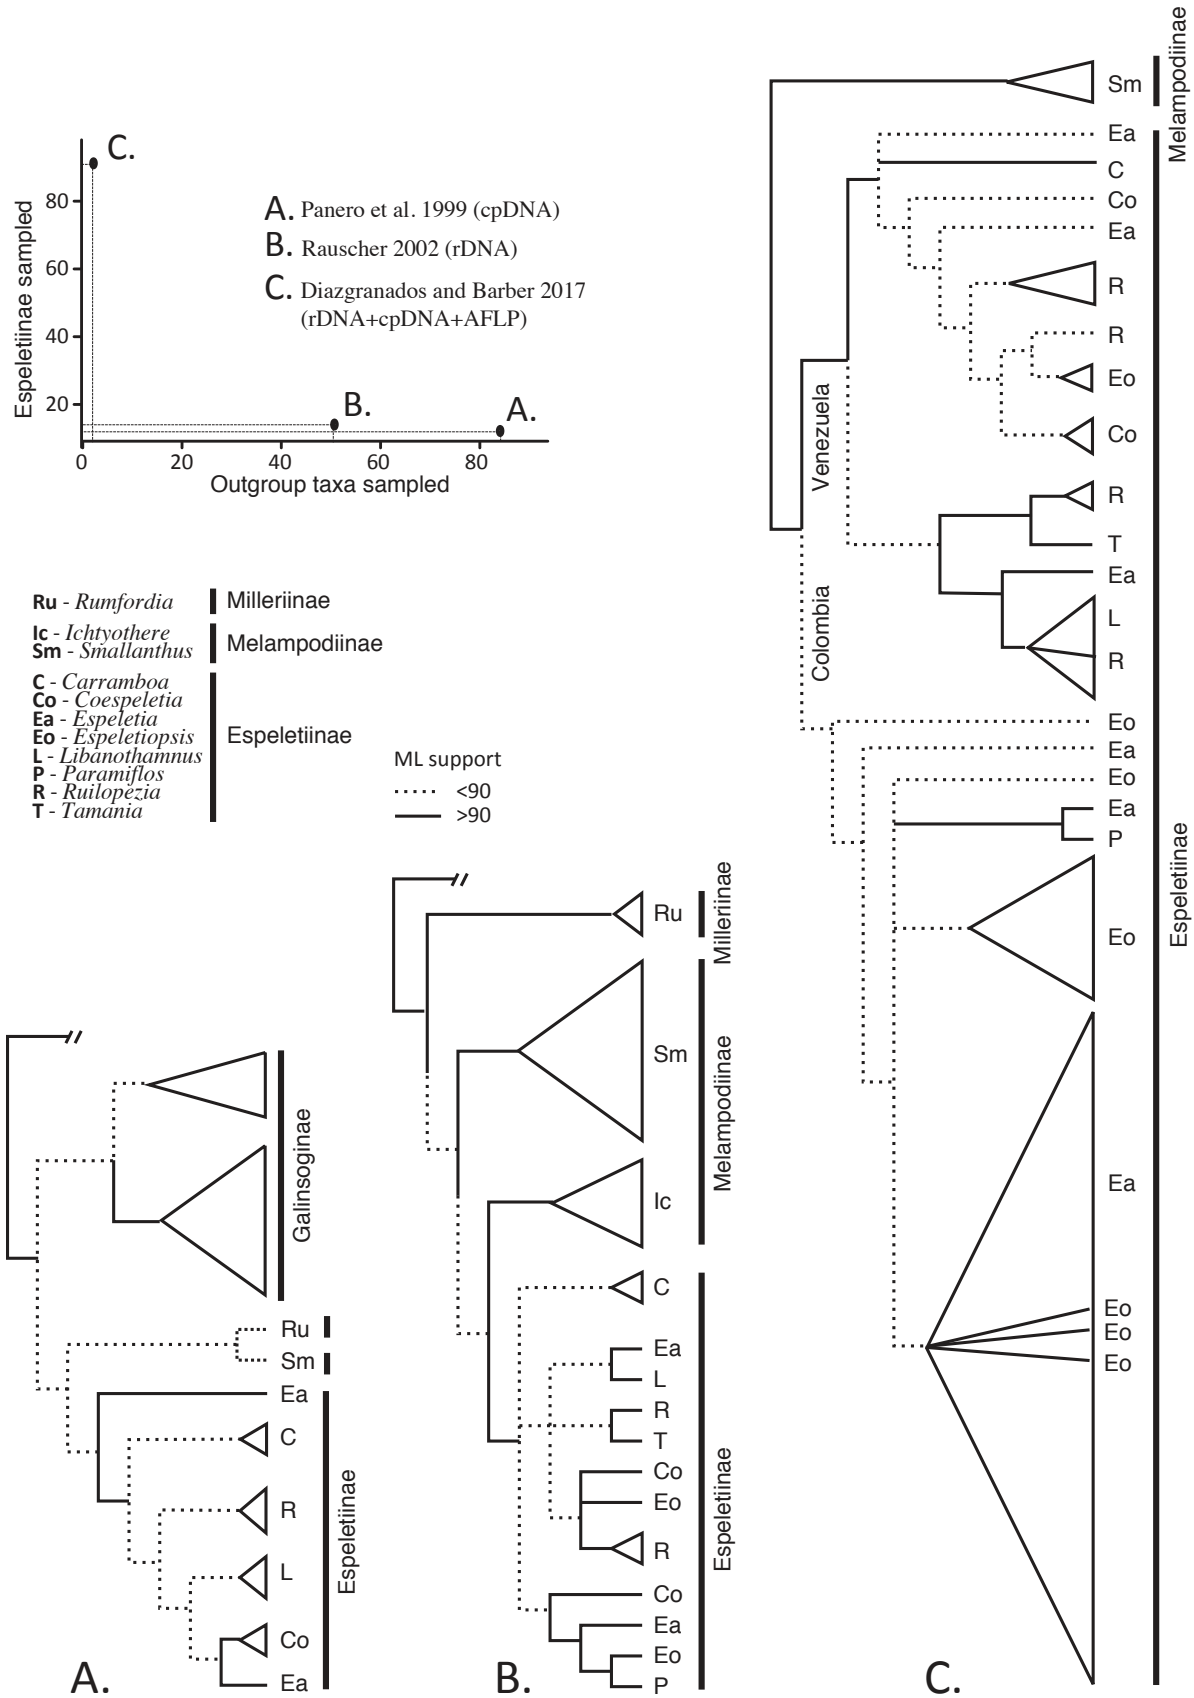 C.
80
60
40
20
Espeletiinae sampled
B.
A.
0
20
40
60
80
Outgroup taxa sampled
A. Panero et al. 1999 (cpDNA)
B. Rauscher 2002 (rDNA)
C. Diazgranados and Barber 2017
(rDNA+cpDNA+AFLP)
Ru - Rumfordia
Milleriinae
Ic - Ichtyothere
Sm - Smallanthus
Melampodiinae
C - Carramboa
Co - Coespeletia
Ea - Espeletia
Eo - Espeletiopsis
L - Libanothamnus
P - Paramiflos
R - Ruilopezia
T - Tamania
Espeletiinae
ML support
<90
>90
Galinsoginae
Ru
Sm
Ea
C
R
L
Co
Ea
Espeletiinae
A.
Ru
Milleriinae
Sm
Ic
Melampodiinae
C
Ea
L
R
T
Co
Eo
R
Co
Ea
Eo
P
Espeletiinae
B.
Sm
Melampodiinae
Ea
C
Co
Ea
R
R
Eo
Co
Venezuela
R
T
Ea
L
R
Colombia
Eo
Ea
Eo
Ea
P
Eo
Ea
Eo
Eo
Eo
Espeletiinae
C.